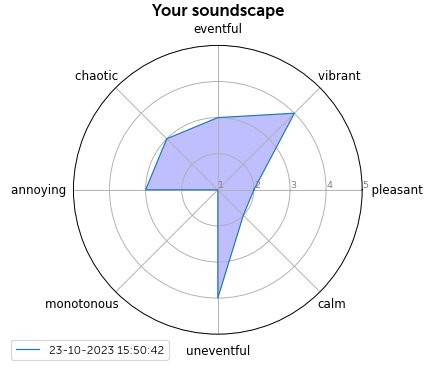 Your soundscape
eventful
chaotic
vibrant
annoying
1 2 3 4 5
pleasant
monotonous
calm
uneventful
23-10-2023 15:50:42